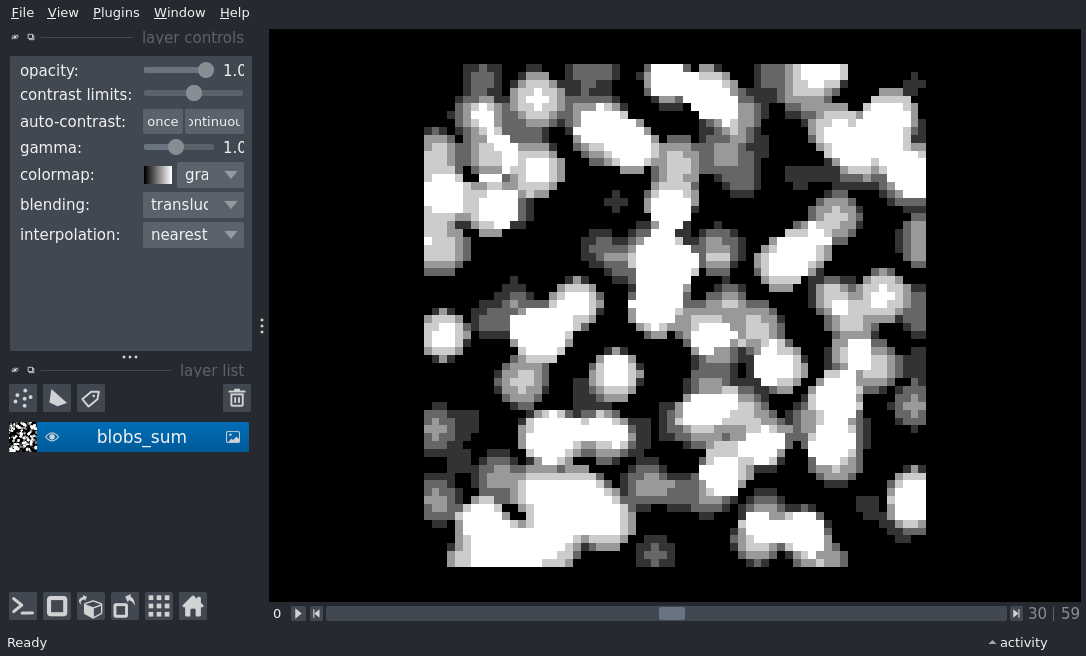 File View Plugins Window Help
layer controls
opacity: 1.0
contrast limits:
auto-contrast: once ontinuou
gamma: 1.0
colormap: gra
blending: transluc
interpolation: nearest
layer list
blobs_sum
0 30 | 59
Ready activity